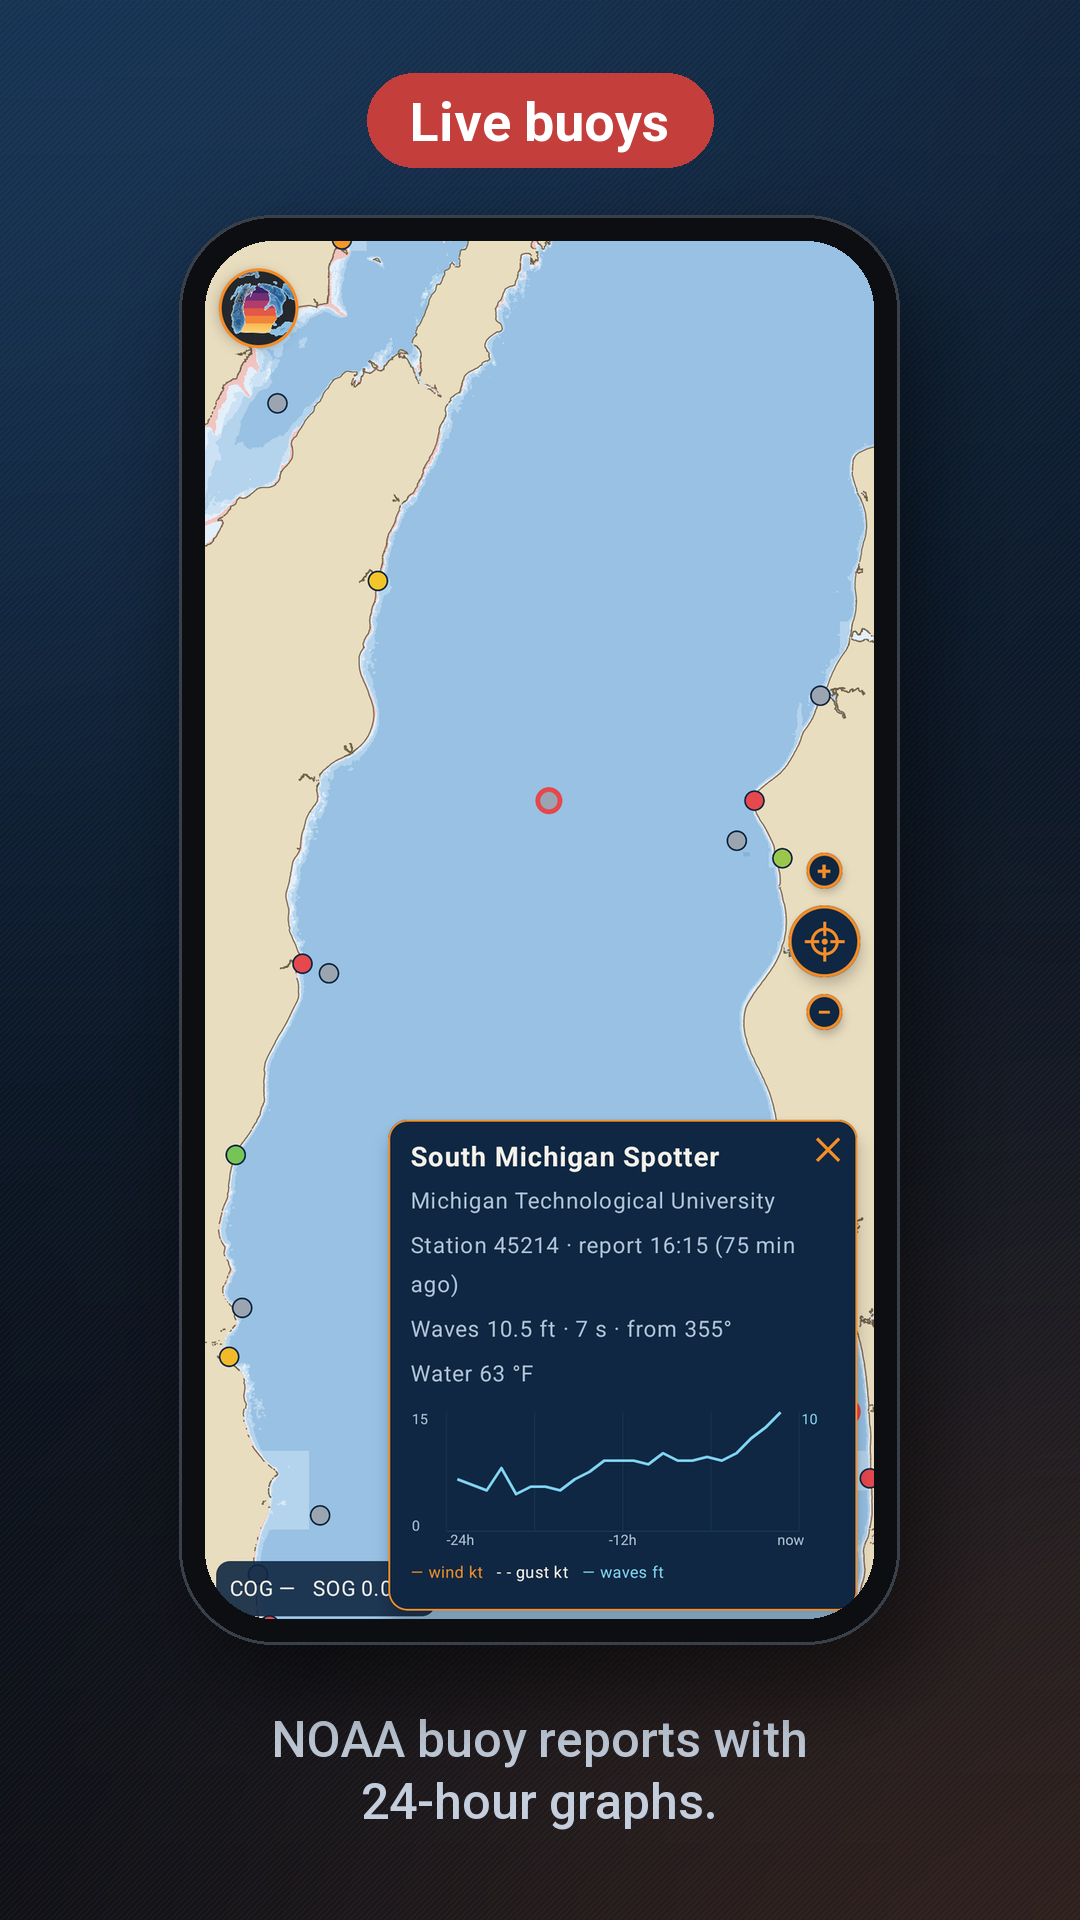 Live buoys
South Michigan Spotter
Michigan Technological University
Station 45214 · report 16:15 (75 min
ago)
Waves 10.5 ft · 7 s · from 355°
Water 63 °F
15
10
0
-24h
-12h
now
— wind kt - - gust kt — waves ft
COG — SOG 0.0
NOAA buoy reports with
24-hour graphs.